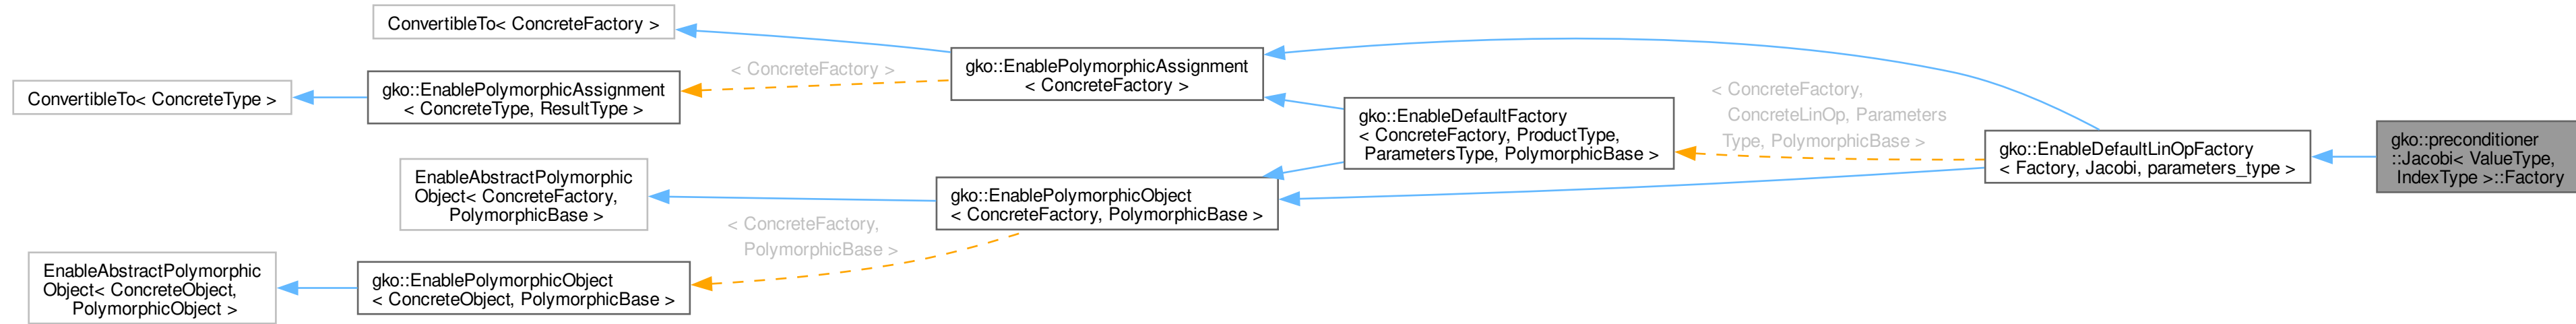 ConvertibleTo< ConcreteFactory >
ConvertibleTo< ConcreteType >
gko::EnablePolymorphicAssignment
< ConcreteType, ResultType >
< ConcreteFactory >
gko::EnablePolymorphicAssignment
< ConcreteFactory >
EnableAbstractPolymorphic
Object< ConcreteFactory,
PolymorphicBase >
EnableAbstractPolymorphic
Object< ConcreteObject,
PolymorphicObject >
gko::EnablePolymorphicObject
< ConcreteObject, PolymorphicBase >
< ConcreteFactory,
PolymorphicBase >
gko::EnablePolymorphicObject
< ConcreteFactory, PolymorphicBase >
gko::EnableDefaultFactory
< ConcreteFactory, ProductType,
ParametersType, PolymorphicBase >
< ConcreteFactory,
ConcreteLinOp, Parameters
Type, PolymorphicBase >
gko::EnableDefaultLinOpFactory
< Factory, Jacobi, parameters_type >
gko::preconditioner
::Jacobi< ValueType,
IndexType >::Factory